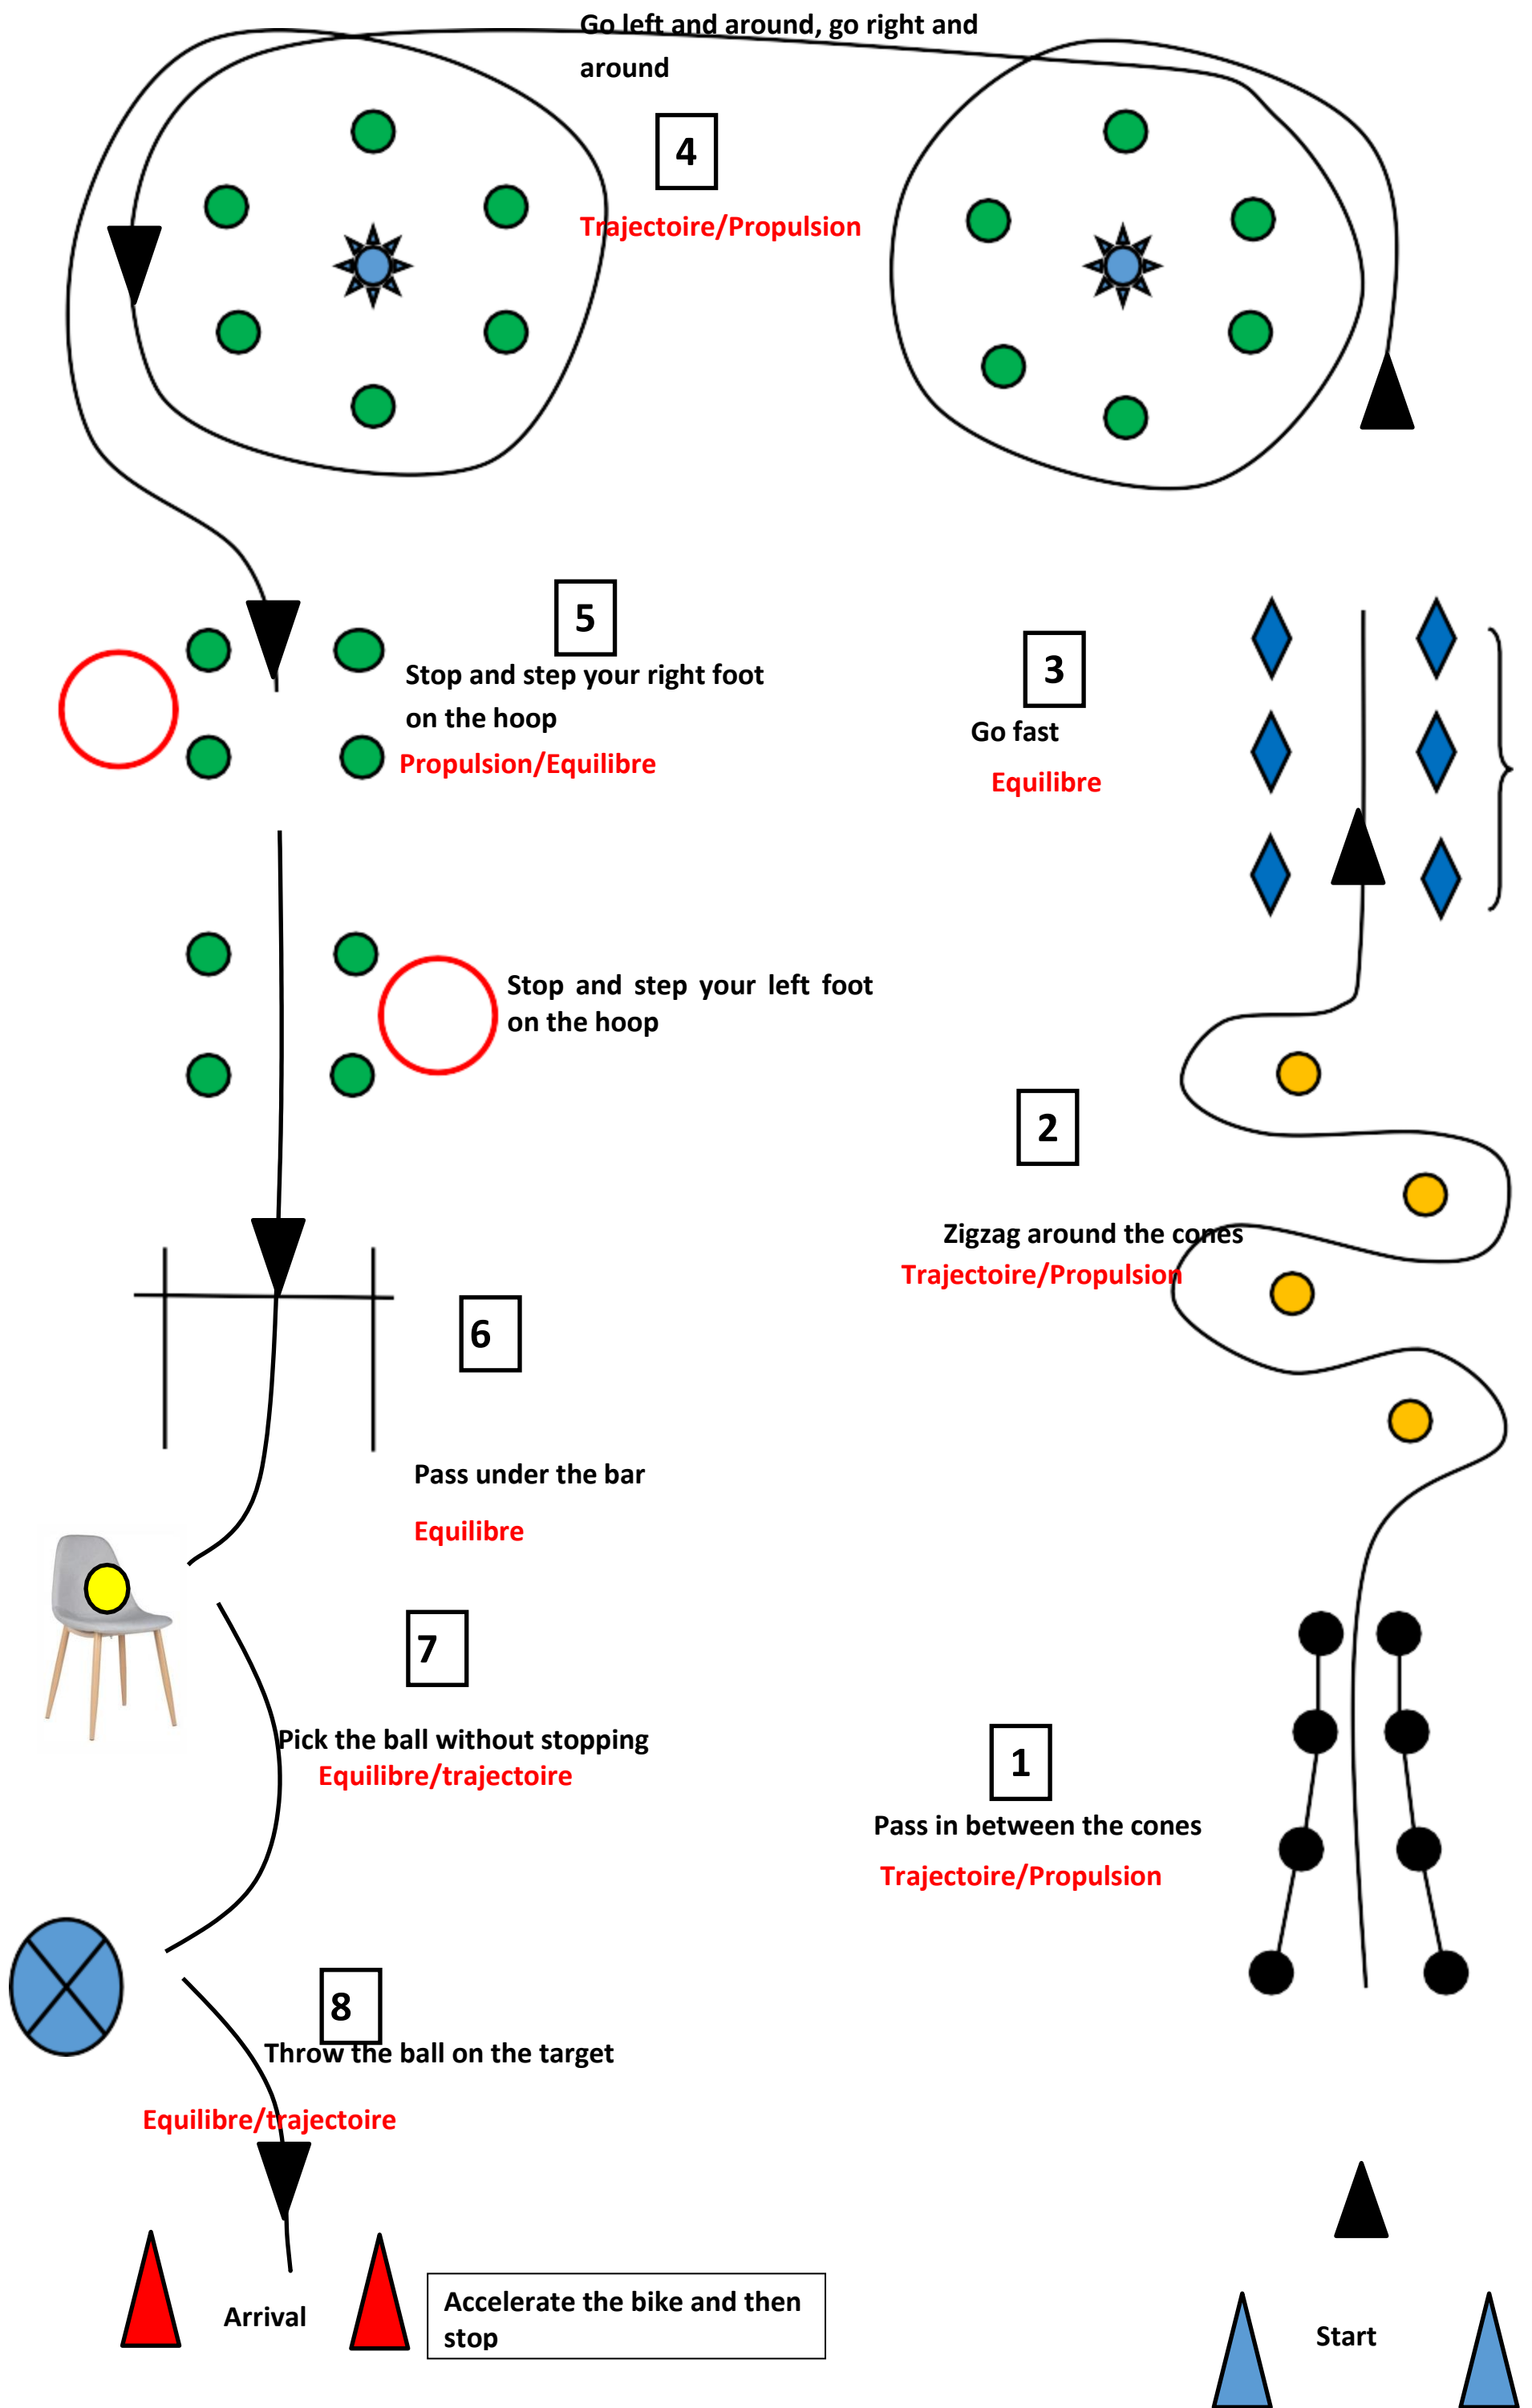 Go left and around, go right and
around
4
Trajectoire/Propulsion
5
Stop and step your right foot
on the hoop
Propulsion/Equilibre
3
Go fast
Equilibre
Stop and step your left foot
on the hoop
2
Zigzag around the cones
Trajectoire/Propulsion
6
Pass under the bar
Equilibre
7
Pick the ball without stopping
Equilibre/trajectoire
1
Pass in between the cones
Trajectoire/Propulsion
8
Throw the ball on the target
Equilibre/trajectoire
Arrival
Accelerate the bike and then
stop
Start